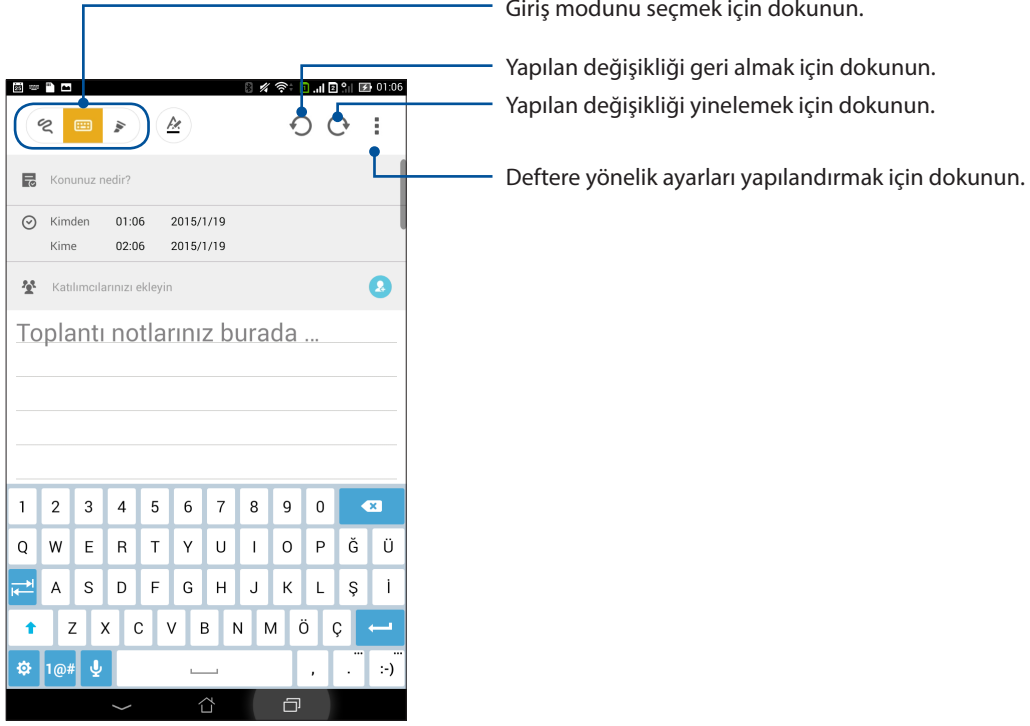 Giriş modunu seçmek için dokunun.
Yapılan değişikliği geri almak için dokunun.
Yapılan değişikliği yinelemek için dokunun.
Deftere yönelik ayarları yapılandırmak için dokunun.
01:06
Konunuz nedir?
Kimden 01:06 2015/1/19
Kime 02:06 2015/1/19
Katılımcılarınızı ekleyin
Toplantı notlarınız burada ...
1 2 3 4 5 6 7 8 9 0
Q W E R T Y U I O P Ğ Ü
A S D F G H J K L Ş İ
Z X C V B N M Ö Ç
1@# , . :-)